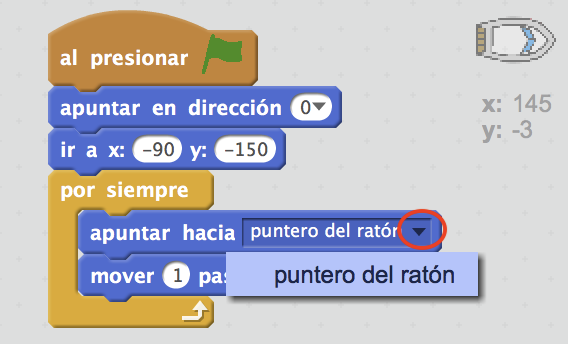 al presionar
apuntar en dirección 0
ir a x: -90 y: -150
por siempre
apuntar hacia puntero del ratón
mover 1 pas
puntero del ratón
x: 145
y: -3